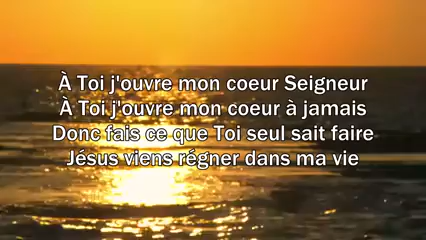 À Toi j'ouvre mon coeur Seigneur
À Toi j'ouvre mon coeur à jamais
Donc fais ce que Toi seul sait faire
Jésus viens régner dans ma vie